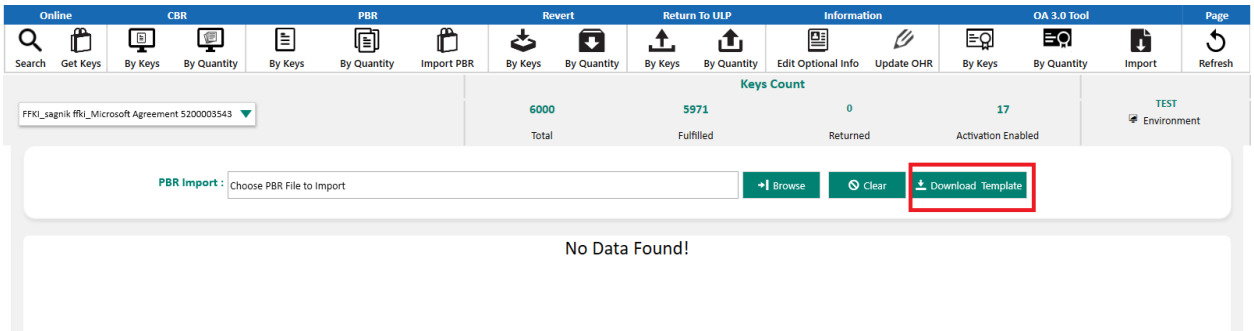 Online CBR PBR Revert Return To ULP Information OA 3.0 Tool Page
Search Get Keys By Keys By Quantity By Keys By Quantity Import PBR By Keys By Quantity By Keys By Quantity Edit Optional Info Update OHR By Keys By Quantity Import Refresh
Keys Count
FFKI_sagnik ffki_Microsoft Agreement 5200003543
6000 5971 0 17 TEST
Total Fulfilled Returned Activation Enabled Environment
PBR Import : Choose PBR File to Import Browse Clear Download Template
No Data Found!